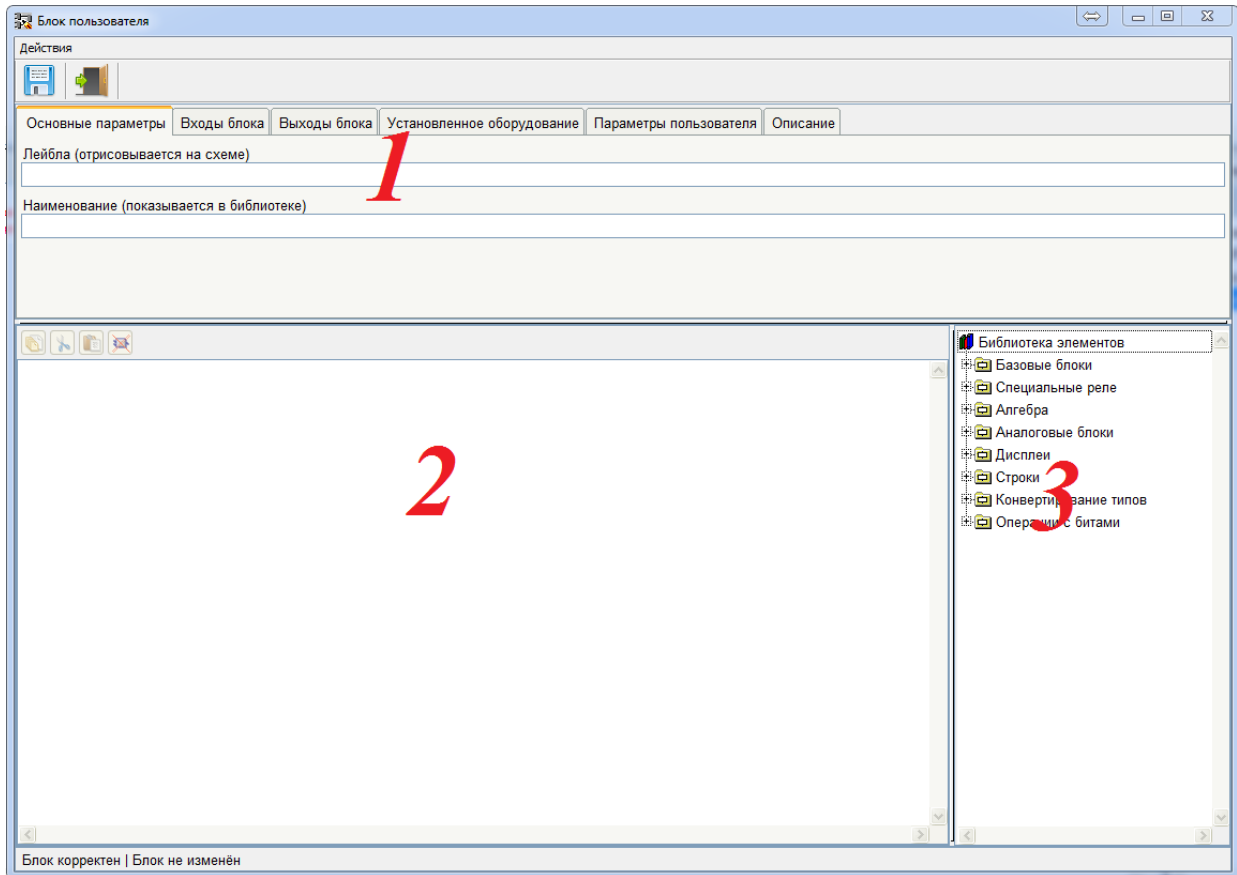 Блок пользователя
Действия
Основные параметры Входы блока Выходы блока Установленное оборудование Параметры пользователя Описание
Лейбла (отрисовывается на схеме)
1
Наименование (показывается в библиотеке)
Библиотека элементов
Базовые блоки
Специальные реле
Алгебра
Аналоговые блоки
Дисплеи
2
Строки
3
Конвертирование типов
Операции с битами
Блок корректен | Блок не изменён